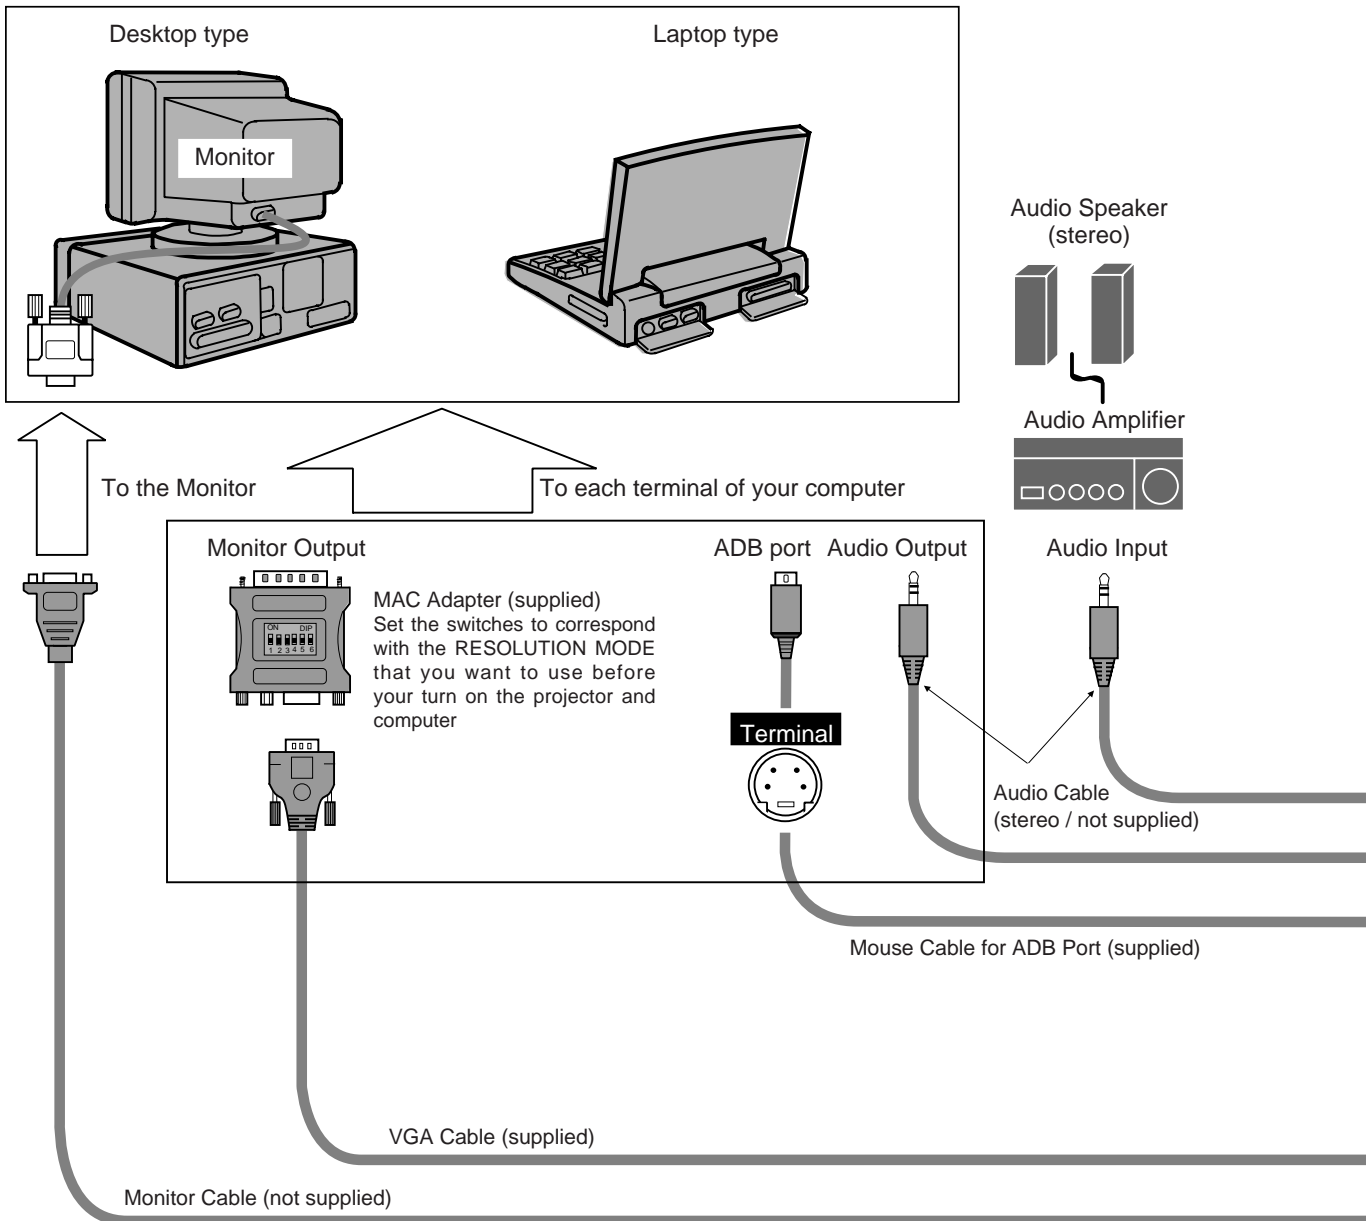 Desktop type
Laptop type
Monitor
Audio Speaker
(stereo)
Audio Amplifier
To the Monitor
To each terminal of your computer
Monitor Output
ADB port
Audio Output
Audio Input
MAC Adapter (supplied)
Set the switches to correspond
with the RESOLUTION MODE
that you want to use before
your turn on the projector and
computer
ON DIP
1 2 3 4 5 6
Terminal
Audio Cable
(stereo / not supplied)
Mouse Cable for ADB Port (supplied)
VGA Cable (supplied)
Monitor Cable (not supplied)